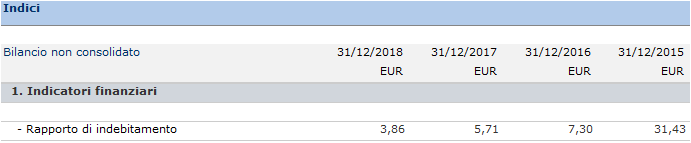 Indici
Bilancio non consolidato 31/12/2018 31/12/2017 31/12/2016 31/12/2015
EUR EUR EUR EUR
1. Indicatori finanziari
- Rapporto di indebitamento 3,86 5,71 7,30 31,43